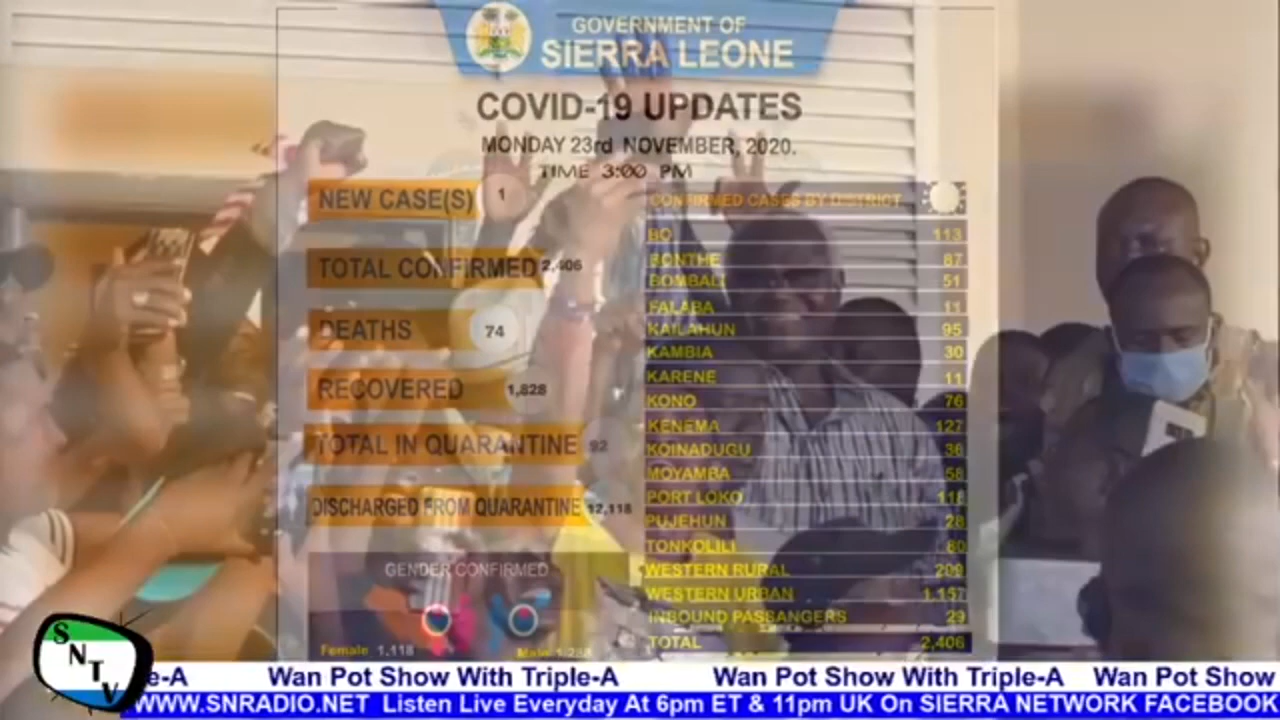 GOVERNMENT OF
SIERRA LEONE
COVID-19 UPDATES
MONDAY 23rd NOVEMBER, 2020.
TIME 3:00 PM
NEW CASE(S) 1
TOTAL CONFIRMED 2,406
DEATHS 74
RECOVERED 1,828
TOTAL IN QUARANTINE 92
DISCHARGED FROM QUARANTINE 12,118
GENDER CONFIRMED
Female 1,118 Male 1,288
CONFIRMED CASES BY DISTRICT
BO 113
BONTHE 87
BOMBALI 51
FALABA 11
KAILAHUN 95
KAMBIA 30
KARENE 11
KONO 76
KENEMA 127
KOINADUGU 36
MOYAMBA 58
PORT LOKO 118
PUJEHUN 28
TONKOLILI 80
WESTERN RURAL
WESTERN URBAN 1,157
INBOUND PASSANGERS 29
TOTAL 2,406
SNTV
e-A Wan Pot Show With Triple-A Wan Pot Show With Triple-A Wan Pot Show
WWW.SNRADIO.NET Listen Live Everyday At 6pm ET & 11pm UK On SIERRA NETWORK FACEBOOK